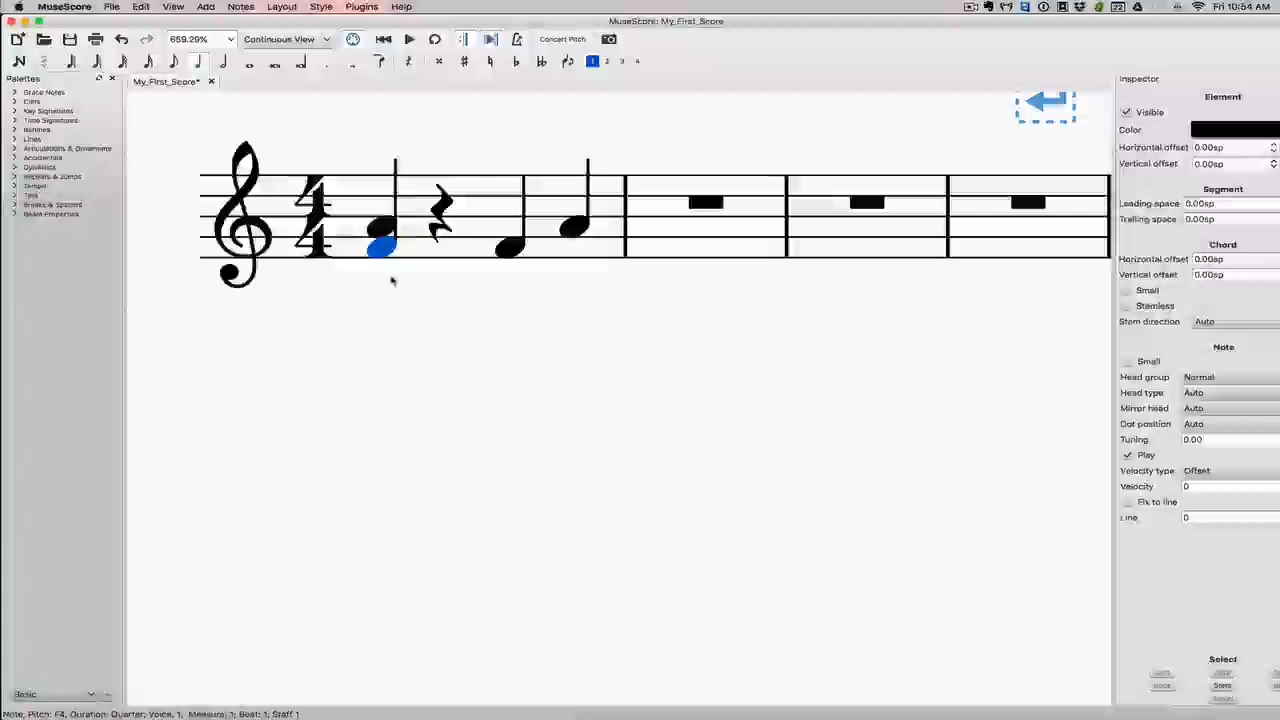 MuseScore File Edit View Add Notes Layout Style Plugins Help 22 Fri 10:54 AM
MuseScore: My_First_Score
659.29% Continuous View Concert Pitch
1 2 3 4
Palettes
My_First_Score*
Inspector
Grace Notes
Clefs
Key Signatures
Time Signatures
Barlines
Lines
Articulations & Ornaments
Accidentals
Dynamics
Repeats & Jumps
Tempo
Text
Breaks & Spacers
Beam Properties
Element
Visible
Color
Horizontal offset 0.00sp
Vertical offset 0.00sp
Segment
Leading space 0.00sp
Trailing space 0.00sp
Chord
Horizontal offset 0.00sp
Vertical offset 0.00sp
Small
Stemless
Stem direction Auto
Note
Small
Head group Normal
Head type Auto
Mirror head Auto
Dot position Auto
Tuning 0.00
Play
Velocity type Offset
Velocity 0
Fix to line
Line 0
Select
Stem
Basic
Note, Pitch: F4, Duration: Quarter; Voice, 1; Measure, 1; Beat: 1, Staff 1